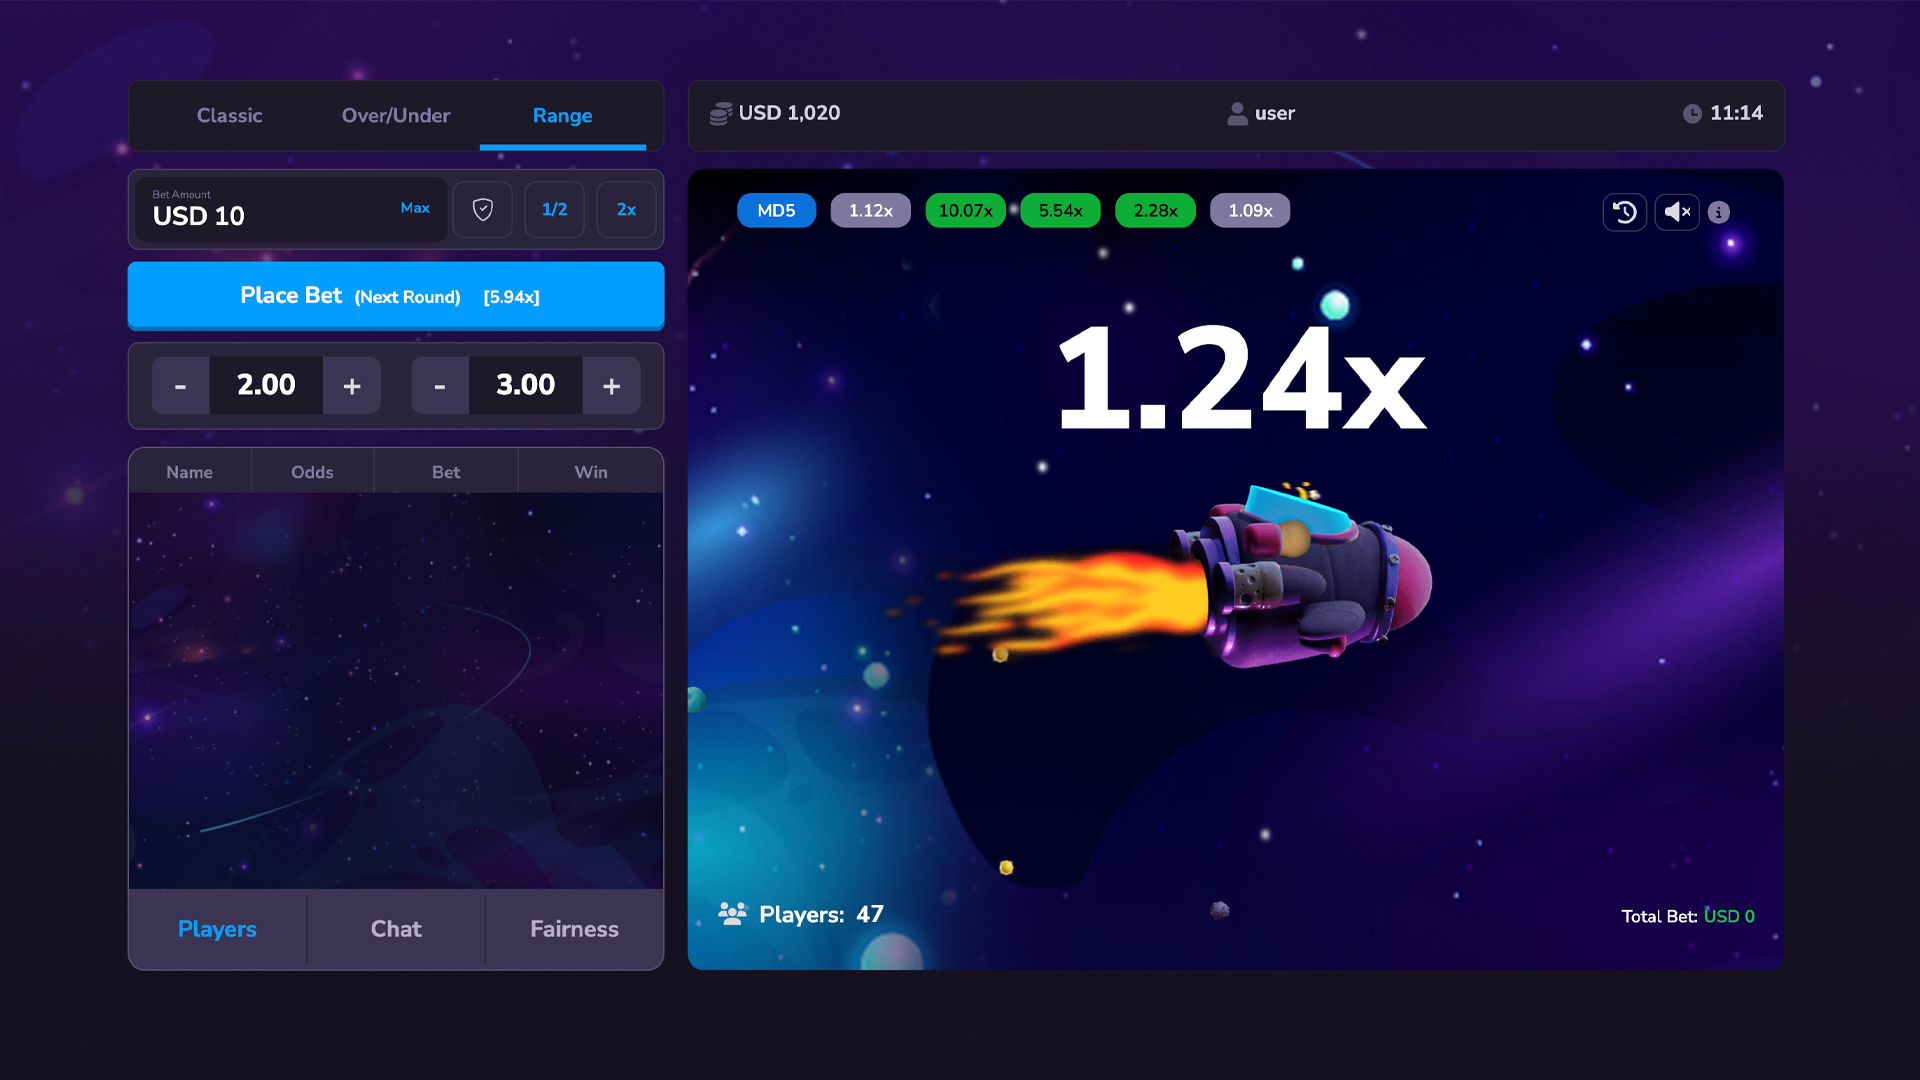 Classic Over/Under Range
USD 1,020 user 11:14
Bet Amount
USD 10 Max 1/2 2x
MD5 1.12x 10.07x 5.54x 2.28x 1.09x
Place Bet (Next Round) [5.94x]
- 2.00 + - 3.00 +
1.24x
Name Odds Bet Win
Players Chat Fairness
Players: 47
Total Bet: USD 0